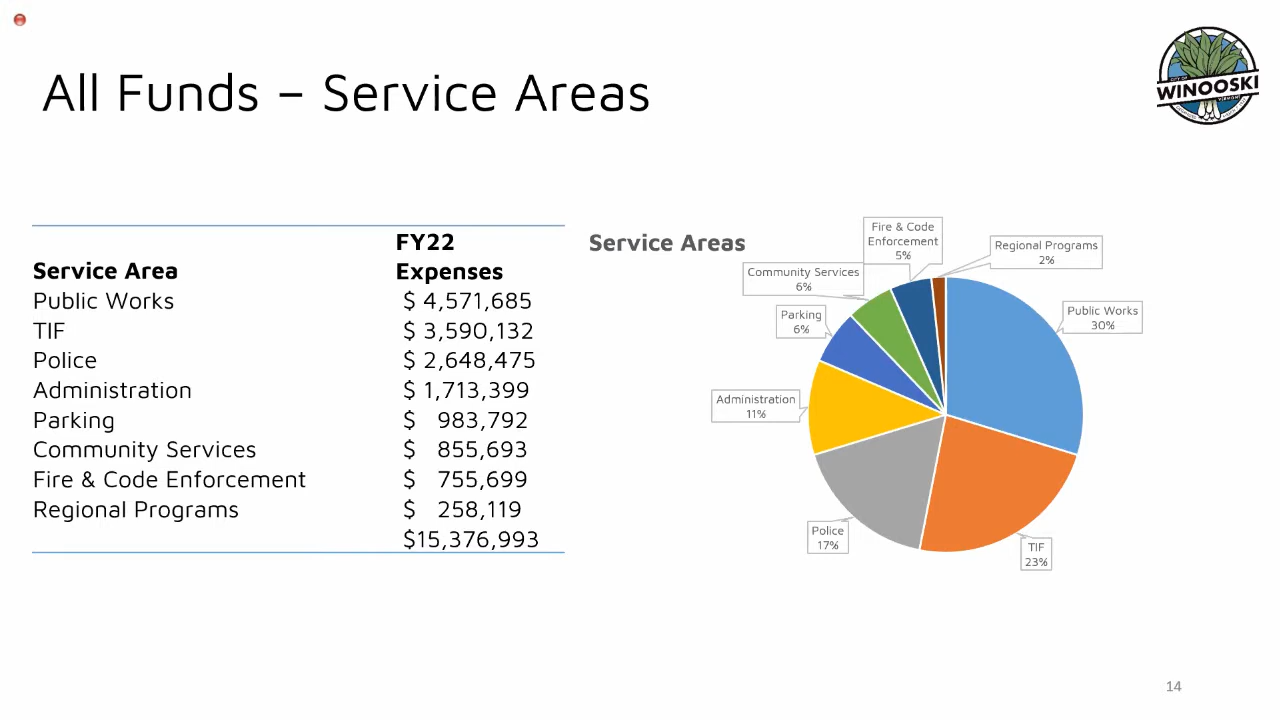 All Funds – Service Areas
CITY OF
WINOOSKI
VERMONT
FY22
Service Area Expenses
Public Works $ 4,571,685
TIF $ 3,590,132
Police $ 2,648,475
Administration $ 1,713,399
Parking $ 983,792
Community Services $ 855,693
Fire & Code Enforcement $ 755,699
Regional Programs $ 258,119
$15,376,993
Service Areas
Fire & Code
Enforcement
5%
Regional Programs
2%
Community Services
6%
Public Works
30%
Parking
6%
Administration
11%
Police
17%
TIF
23%
14